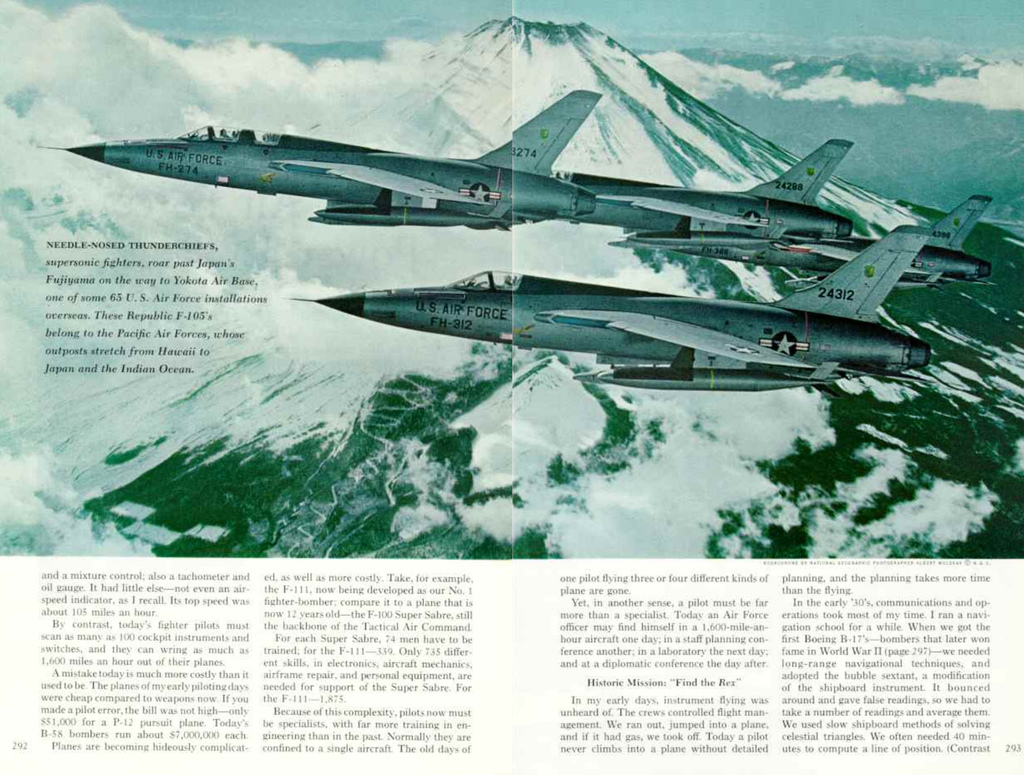 U.S. AIR FORCE
FH-274
3274
24288
4386
FH-386
U.S. AIR FORCE
FH-312
24312
NEEDLE-NOSED THUNDERCHIEFS,
supersonic fighters, roar past Japan's
Fujiyama on the way to Yokota Air Base,
one of some 65 U. S. Air Force installations
overseas. These Republic F-105's
belong to the Pacific Air Forces, whose
outposts stretch from Hawaii to
Japan and the Indian Ocean.
KODACHROME BY NATIONAL GEOGRAPHIC PHOTOGRAPHER ALBERT MOLDVAY © N.G.S.
and a mixture control; also a tachometer and
oil gauge. It had little else—not even an air-
speed indicator, as I recall. Its top speed was
about 105 miles an hour.
By contrast, today's fighter pilots must
scan as many as 100 cockpit instruments and
switches, and they can wring as much as
1,600 miles an hour out of their planes.
A mistake today is much more costly than it
used to be. The planes of my early piloting days
were cheap compared to weapons now. If you
made a pilot error, the bill was not high—only
$51,000 for a P-12 pursuit plane. Today's
B-58 bombers run about $7,000,000 each.
Planes are becoming hideously complicat-
292
ed, as well as more costly. Take, for example,
the F-111, now being developed as our No. 1
fighter-bomber; compare it to a plane that is
now 12 years old—the F-100 Super Sabre, still
the backbone of the Tactical Air Command.
For each Super Sabre, 74 men have to be
trained; for the F-111—339. Only 735 differ-
ent skills, in electronics, aircraft mechanics,
airframe repair, and personal equipment, are
needed for support of the Super Sabre. For
the F-111—1,875.
Because of this complexity, pilots now must
be specialists, with far more training in en-
gineering than in the past. Normally they are
confined to a single aircraft. The old days of
one pilot flying three or four different kinds of
plane are gone.
Yet, in another sense, a pilot must be far
more than a specialist. Today an Air Force
officer may find himself in a 1,600-mile-an-
hour aircraft one day; in a staff planning con-
ference another; in a laboratory the next day;
and at a diplomatic conference the day after.
Historic Mission: "Find the Rex"
In my early days, instrument flying was
unheard of. The crews controlled flight man-
agement. We ran out, jumped into a plane,
and if it had gas, we took off. Today a pilot
never climbs into a plane without detailed
planning, and the planning takes more time
than the flying.
In the early '30's, communications and op-
erations took most of my time. I ran a navi-
gation school for a while. When we got the
first Boeing B-17's—bombers that later won
fame in World War II (page 297)—we needed
long-range navigational techniques, and
adopted the bubble sextant, a modification
of the shipboard instrument. It bounced
around and gave false readings, so we had to
take a number of readings and average them.
We used slow shipboard methods of solving
celestial triangles. We often needed 40 min-
utes to compute a line of position. (Contrast
293